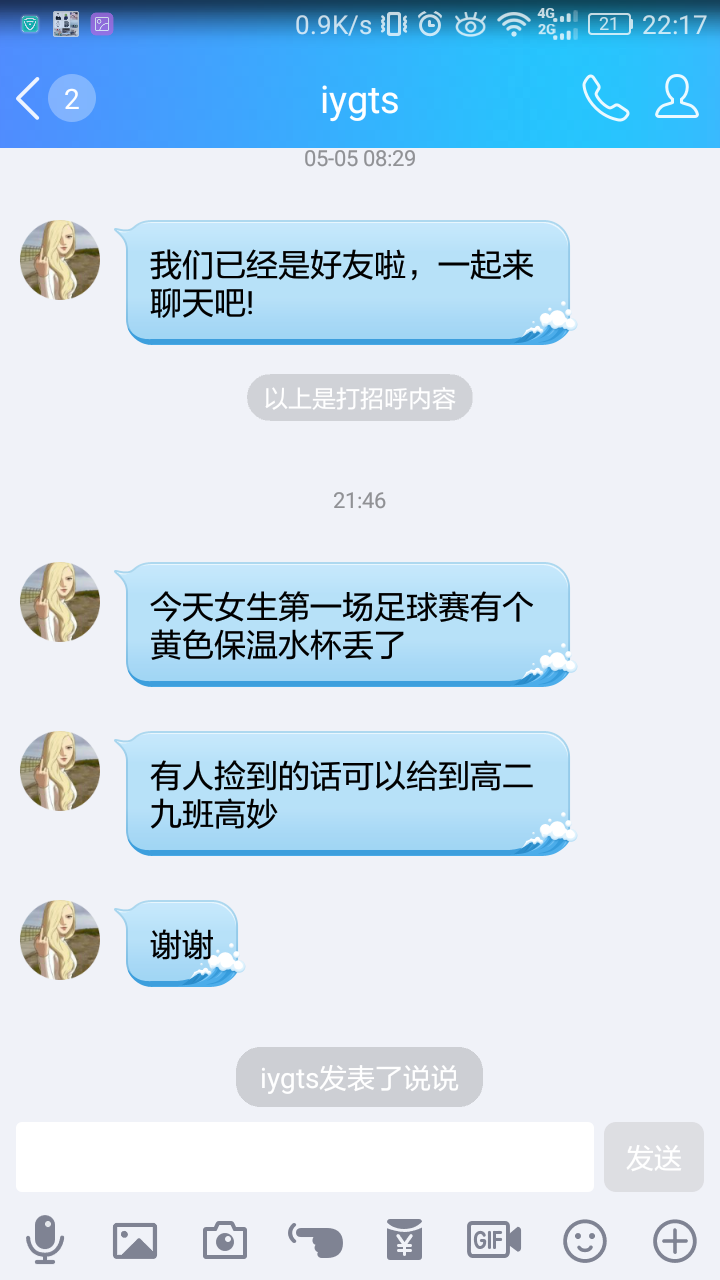 0.9K/s 4G 2G 21 22:17
2 iygts
05-05 08:29
我们已经是好友啦，一起来
聊天吧!
以上是打招呼内容
21:46
今天女生第一场足球赛有个
黄色保温水杯丢了
有人捡到的话可以给到高二
九班高妙
谢谢
iygts发表了说说
发送
¥ GIF